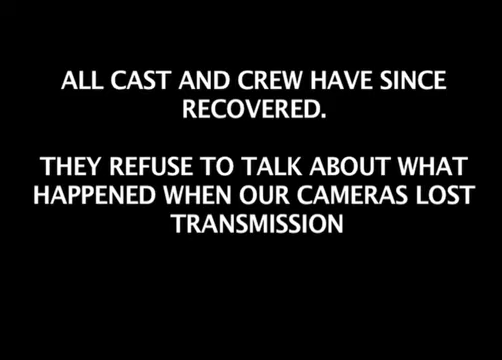 ALL CAST AND CREW HAVE SINCE
RECOVERED.
THEY REFUSE TO TALK ABOUT WHAT
HAPPENED WHEN OUR CAMERAS LOST
TRANSMISSION